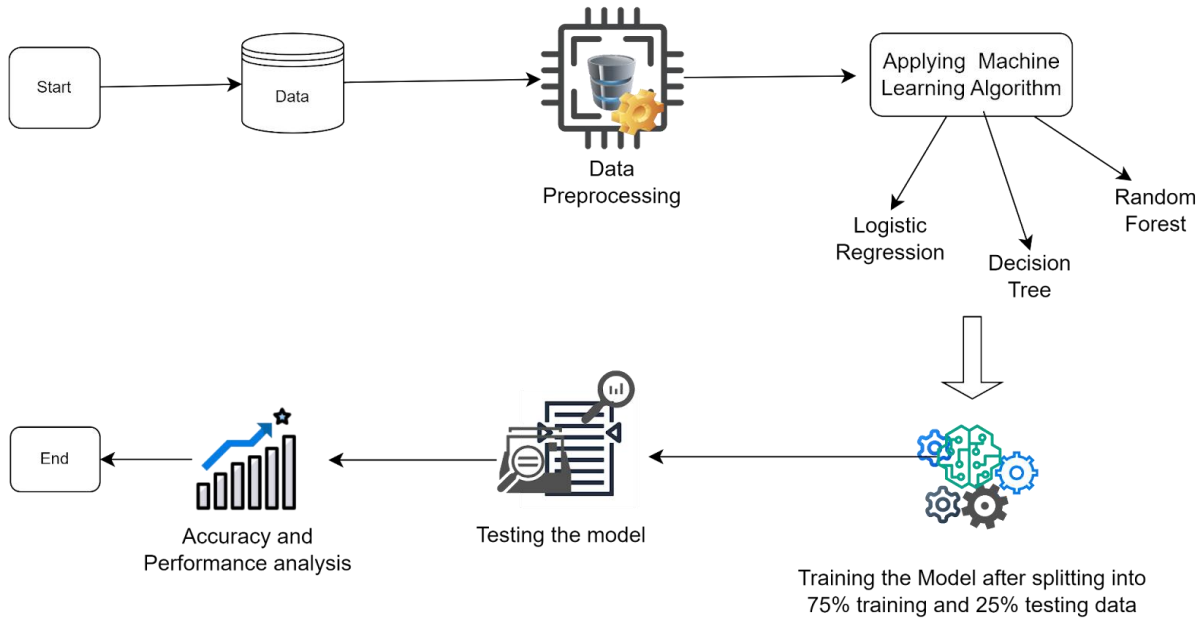 Start
Data
Data
Preprocessing
Applying Machine
Learning Algorithm
Logistic
Regression
Decision
Tree
Random
Forest
Training the Model after splitting into
75% training and 25% testing data
Testing the model
Accuracy and
Performance analysis
End